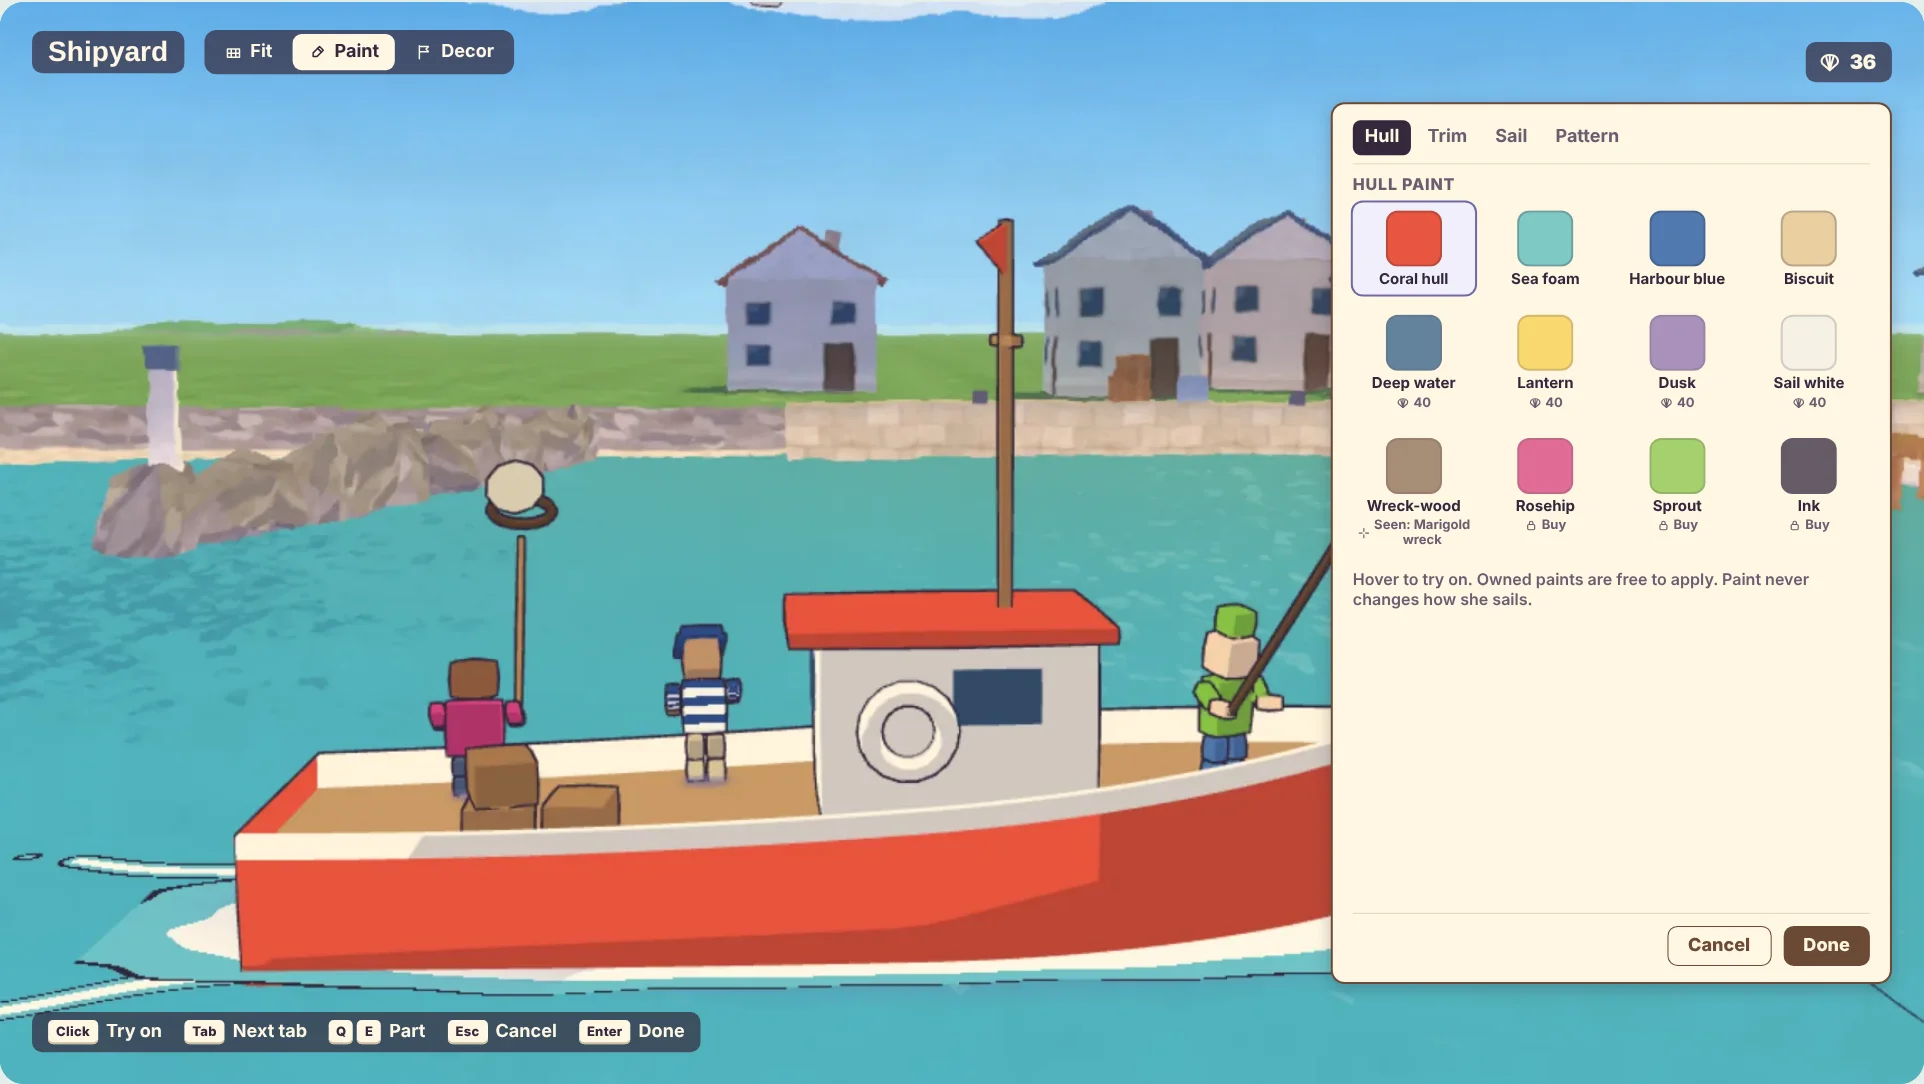 Shipyard
Fit
Paint
Decor
36
Hull
Trim
Sail
Pattern
HULL PAINT
Coral hull
Sea foam
Harbour blue
Biscuit
Deep water
40
Lantern
40
Dusk
40
Sail white
40
Wreck-wood
Seen: Marigold
wreck
Rosehip
Buy
Sprout
Buy
Ink
Buy
Hover to try on. Owned paints are free to apply. Paint never
changes how she sails.
Cancel
Done
Click Try on
Tab Next tab
Q E Part
Esc Cancel
Enter Done